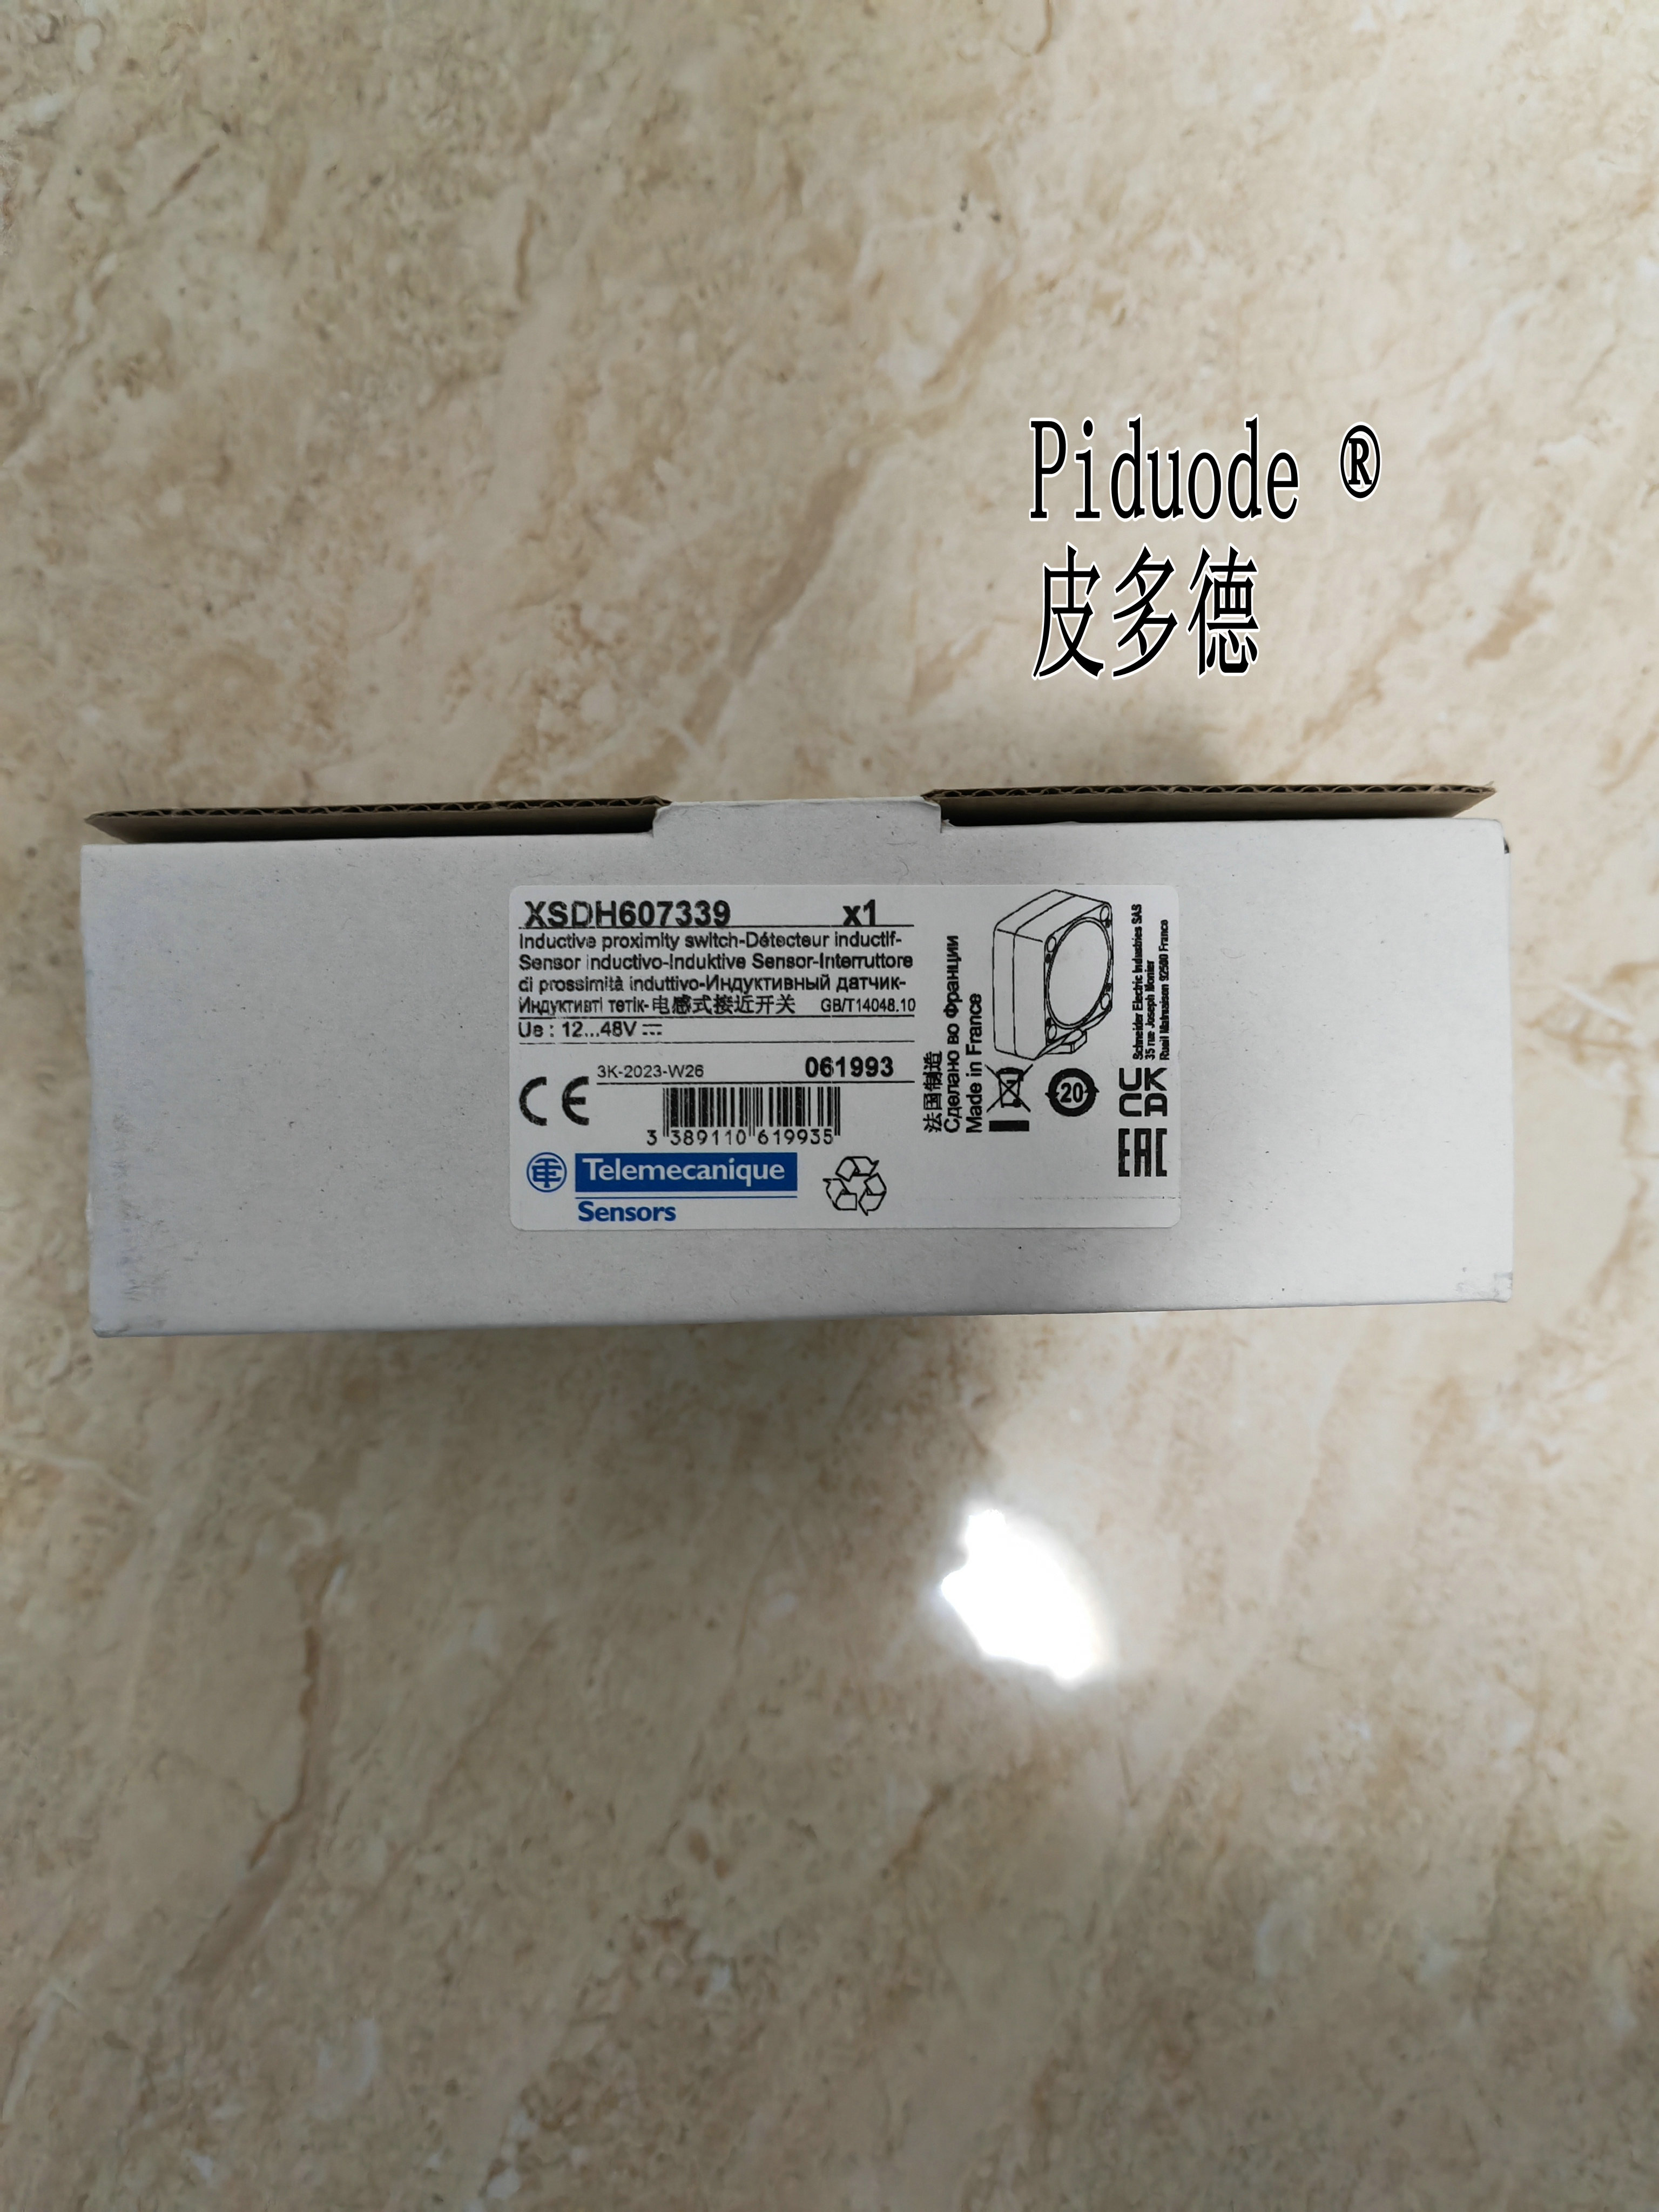 Piduode ®
皮多德
XSDH607339 x1
Inductive proximity switch-Détecteur inductif-
Sensor inductivo-Induktive Sensor-Interruttore
di prossimità induttivo-Индуктивный датчик-
Индуктивті тетік-电感式接近开关 GB/T14048.10
Ue : 12...48V
3K-2023-W26 061993
CE
3 389110 619935
Telemecanique
Sensors
法国制造
Сделано во Франции
Made in France
20
Schneider Electric Industries SAS
35 rue Joseph Monier
Rueil Malmaison 92500 France
UK
CA
EAC